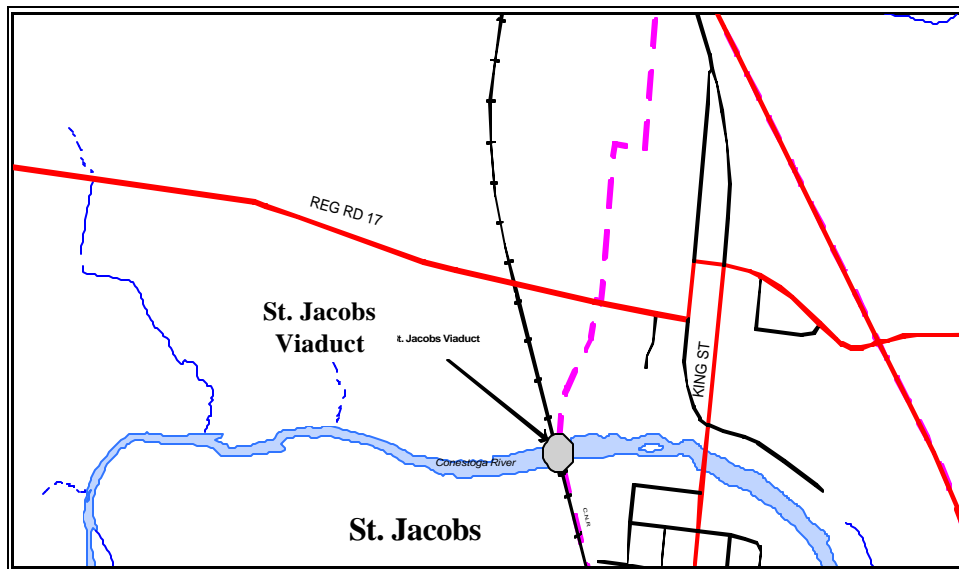 REG RD 17
St. Jacobs
Viaduct
t. Jacobs Viaduct
KING ST
Conestoga River
C.N.R.
St. Jacobs